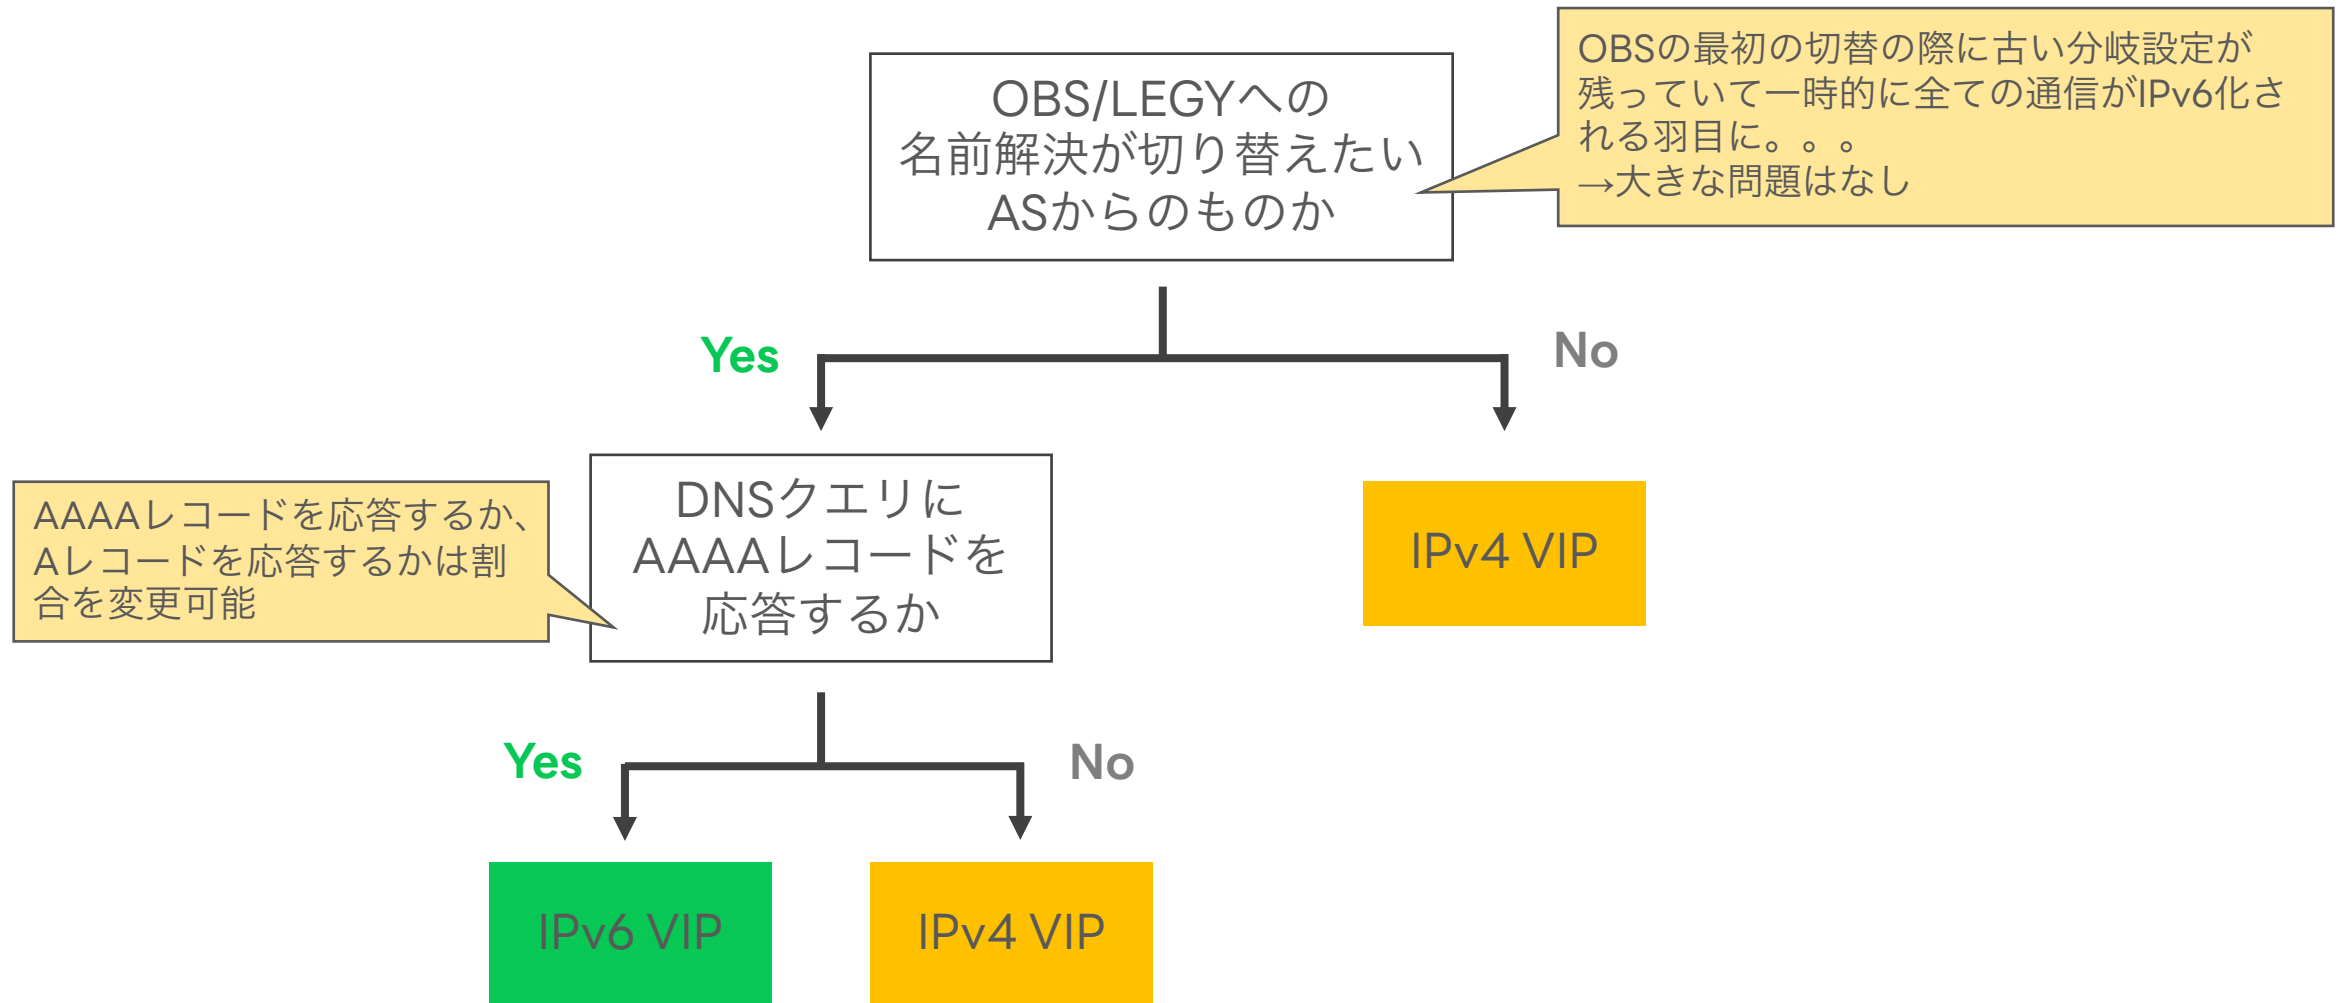 OBS/LEGYへの
名前解決が切り替えたい
ASからのものか
OBSの最初の切替の際に古い分岐設定が
残っていて一時的に全ての通信がIPv6化さ
れる羽目に。。。
→大きな問題はなし
Yes
No
AAAAレコードを応答するか、
Aレコードを応答するかは割
合を変更可能
DNSクエリに
AAAAレコードを
応答するか
IPv4 VIP
Yes
No
IPv6 VIP
IPv4 VIP